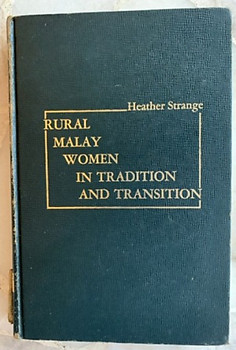 Heather Strange
RURAL
MALAY
WOMEN
IN TRADITION
AND TRANSITION